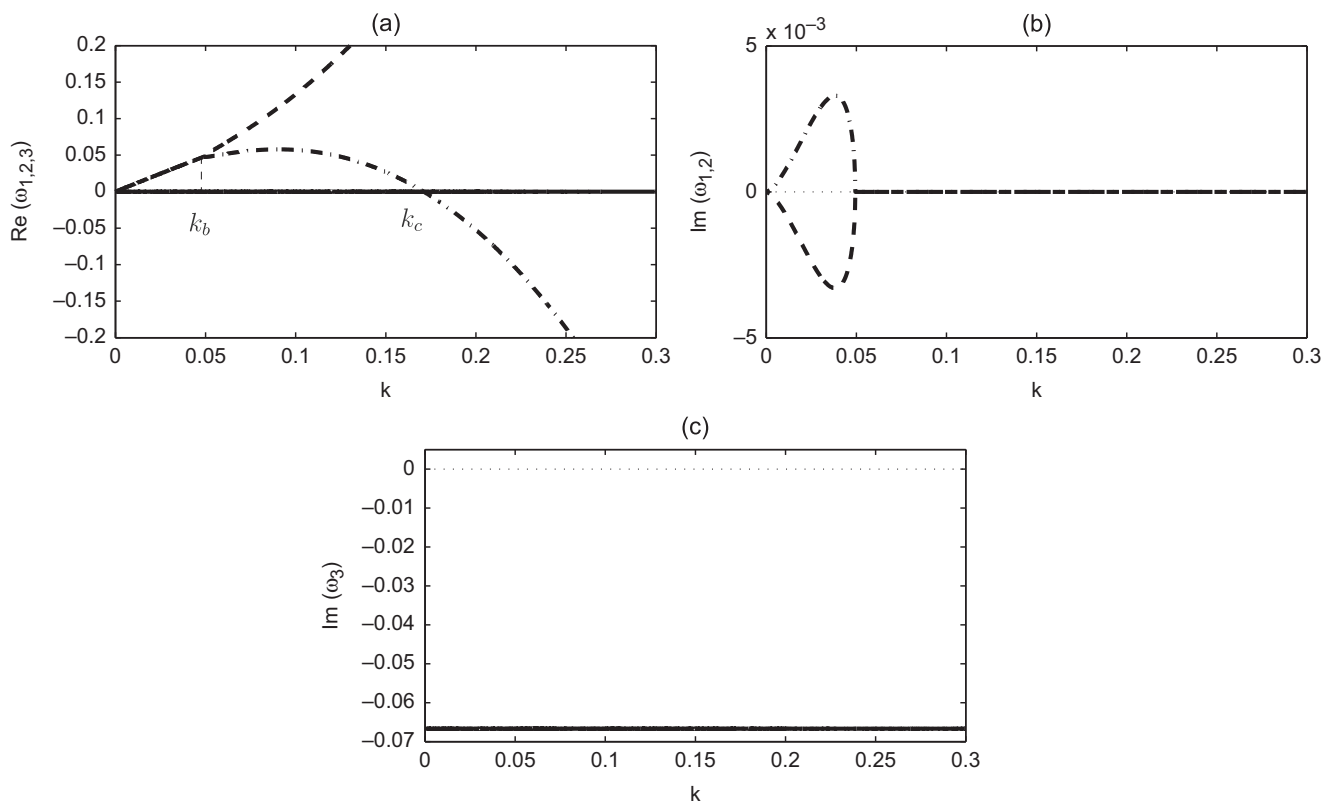 (a)
0.2
0.15
0.1
0.05
0
−0.05
−0.1
−0.15
−0.2
Re (ω1,2,3)
k_b
k_c
0 0.05 0.1 0.15 0.2 0.25 0.3
k
(b)
x 10−3
5
0
−5
Im (ω1,2)
0 0.05 0.1 0.15 0.2 0.25 0.3
k
(c)
0
−0.01
−0.02
−0.03
−0.04
−0.05
−0.06
−0.07
Im (ω3)
0 0.05 0.1 0.15 0.2 0.25 0.3
k